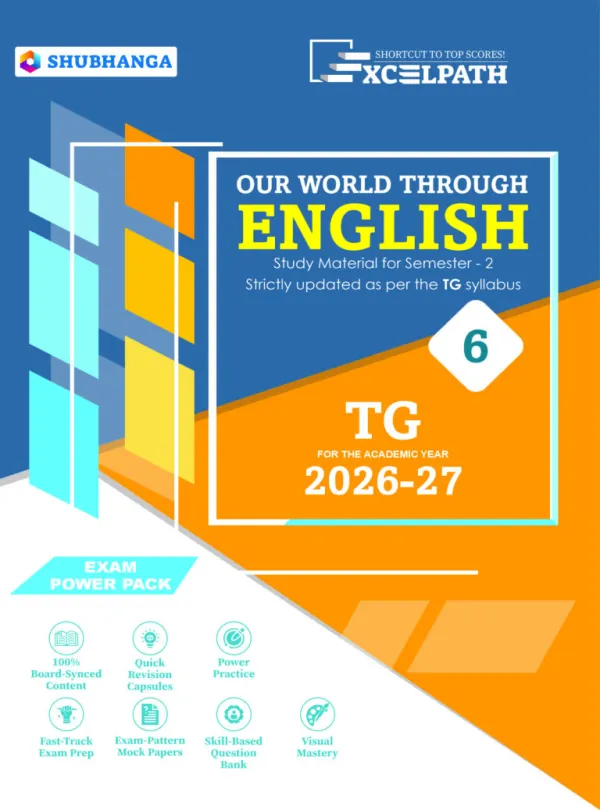 SHUBHANGA
SHORTCUT TO TOP SCORES!
EXCELPATH
OUR WORLD THROUGH
ENGLISH
Study Material for Semester - 2
Strictly updated as per the TG syllabus
6
TG
FOR THE ACADEMIC YEAR
2026-27
EXAM
POWER PACK
100%
Board-Synced
Content
Quick
Revision
Capsules
Power
Practice
Fast-Track
Exam Prep
Exam-Pattern
Mock Papers
Skill-Based
Question
Bank
Visual
Mastery